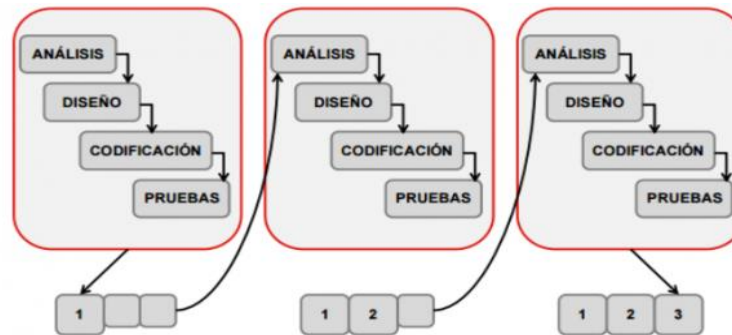 ANÁLISIS
DISEÑO
CODIFICACIÓN
PRUEBAS
ANÁLISIS
DISEÑO
CODIFICACIÓN
PRUEBAS
ANÁLISIS
DISEÑO
CODIFICACIÓN
PRUEBAS
1
1 2
1 2 3